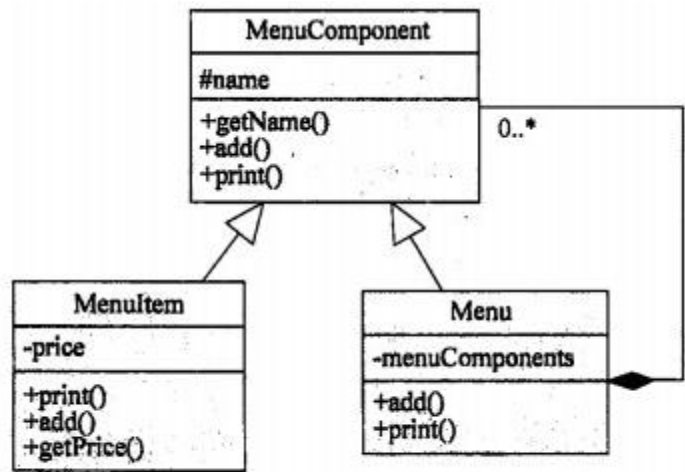 MenuComponent
#name
+getName()
+add()
+print()
0..*
MenuItem
-price
+print()
+add()
+getPrice()
Menu
-menuComponents
+add()
+print()